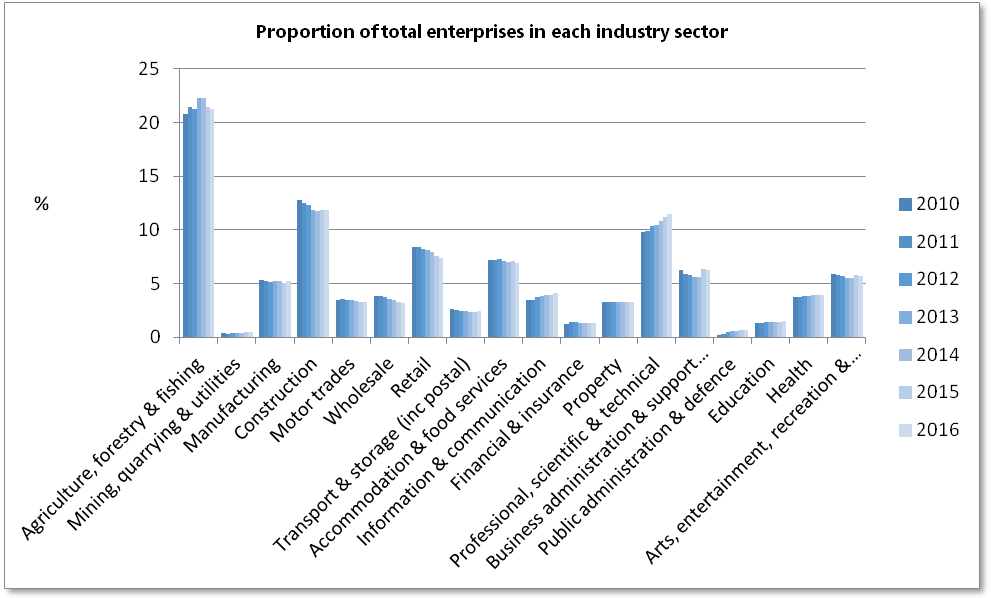 Proportion of total enterprises in each industry sector
25
20
15
10
5
0
%
Agriculture, forestry & fishing
Mining, quarrying & utilities
Manufacturing
Construction
Motor trades
Wholesale
Retail
Transport & storage (inc postal)
Accommodation & food services
Information & communication
Financial & insurance
Property
Professional, scientific & technical
Business administration & support...
Public administration & defence
Education
Health
Arts, entertainment, recreation &...
2010
2011
2012
2013
2014
2015
2016